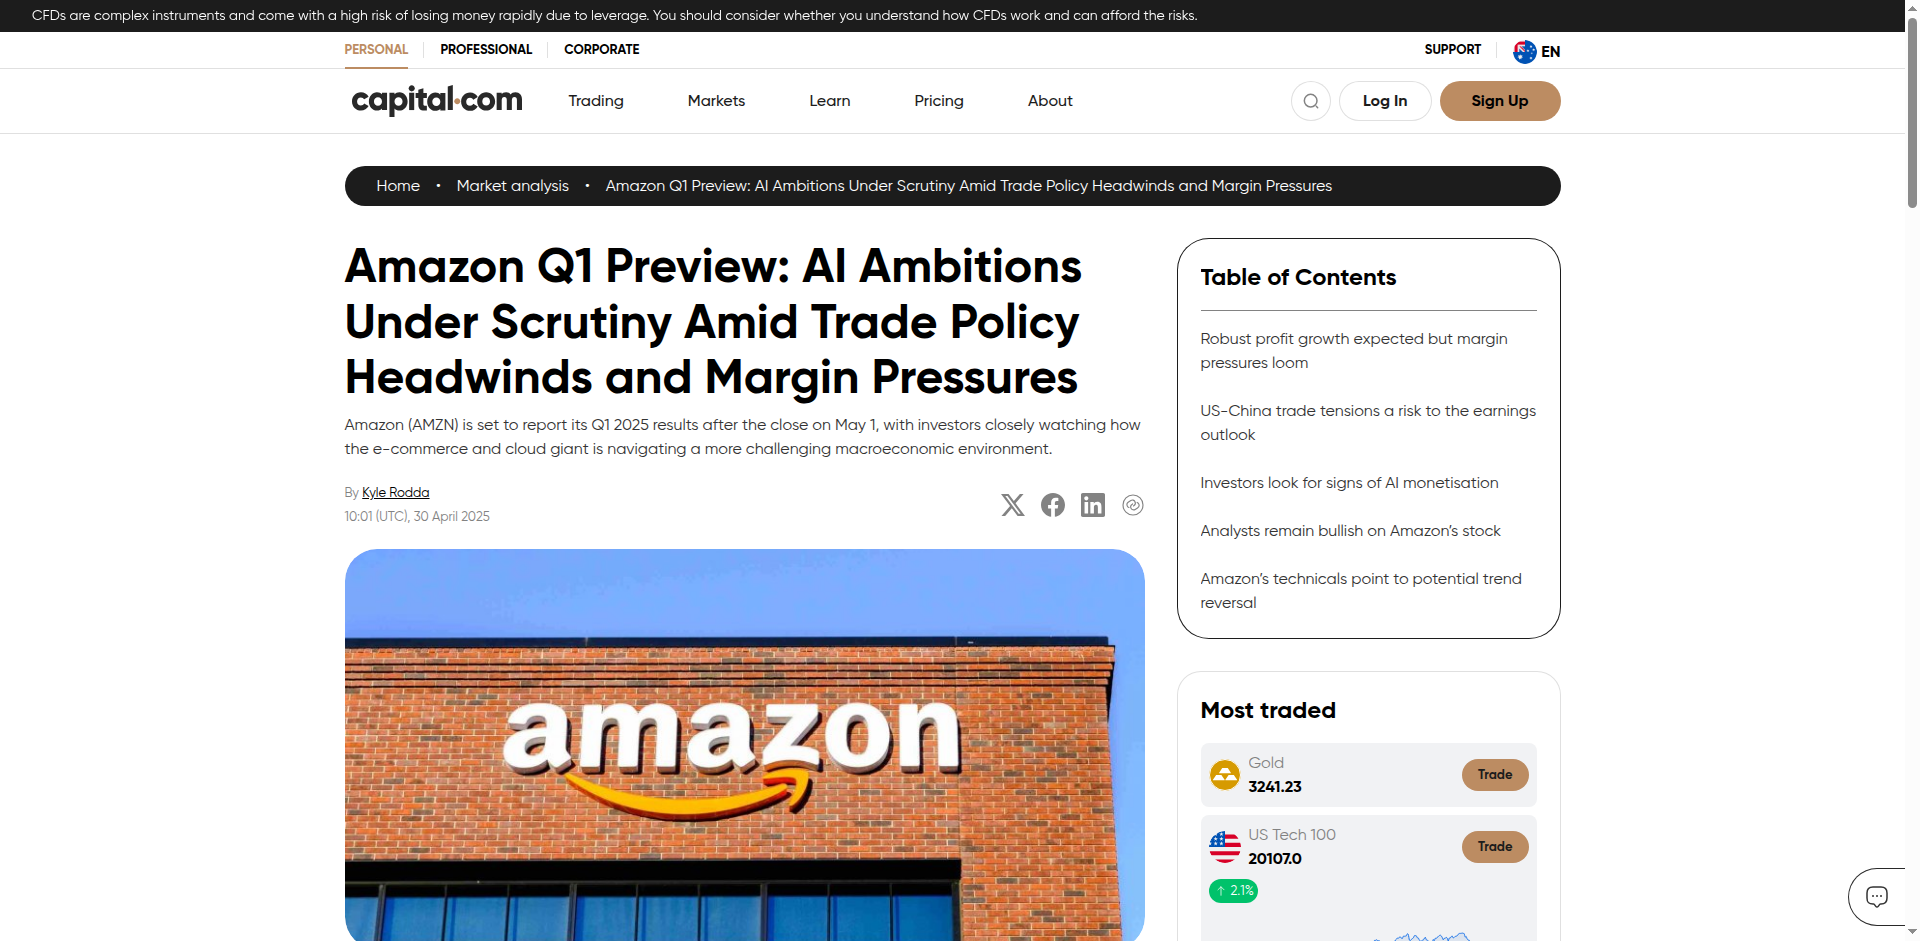 CFDs are complex instruments and come with a high risk of losing money rapidly due to leverage. You should consider whether you understand how CFDs work and can afford the risks.
PERSONAL
PROFESSIONAL
CORPORATE
SUPPORT
EN
capital.com
Trading
Markets
Learn
Pricing
About
Log In
Sign Up
Home • Market analysis • Amazon Q1 Preview: AI Ambitions Under Scrutiny Amid Trade Policy Headwinds and Margin Pressures
Amazon Q1 Preview: AI Ambitions
Under Scrutiny Amid Trade Policy
Headwinds and Margin Pressures
Amazon (AMZN) is set to report its Q1 2025 results after the close on May 1, with investors closely watching how
the e-commerce and cloud giant is navigating a more challenging macroeconomic environment.
By Kyle Rodda
10:01 (UTC), 30 April 2025
amazon
Table of Contents
Robust profit growth expected but margin
pressures loom
US-China trade tensions a risk to the earnings
outlook
Investors look for signs of AI monetisation
Analysts remain bullish on Amazon’s stock
Amazon’s technicals point to potential trend
reversal
Most traded
Gold
3241.23
Trade
US Tech 100
20107.0
Trade
↑ 2.1%